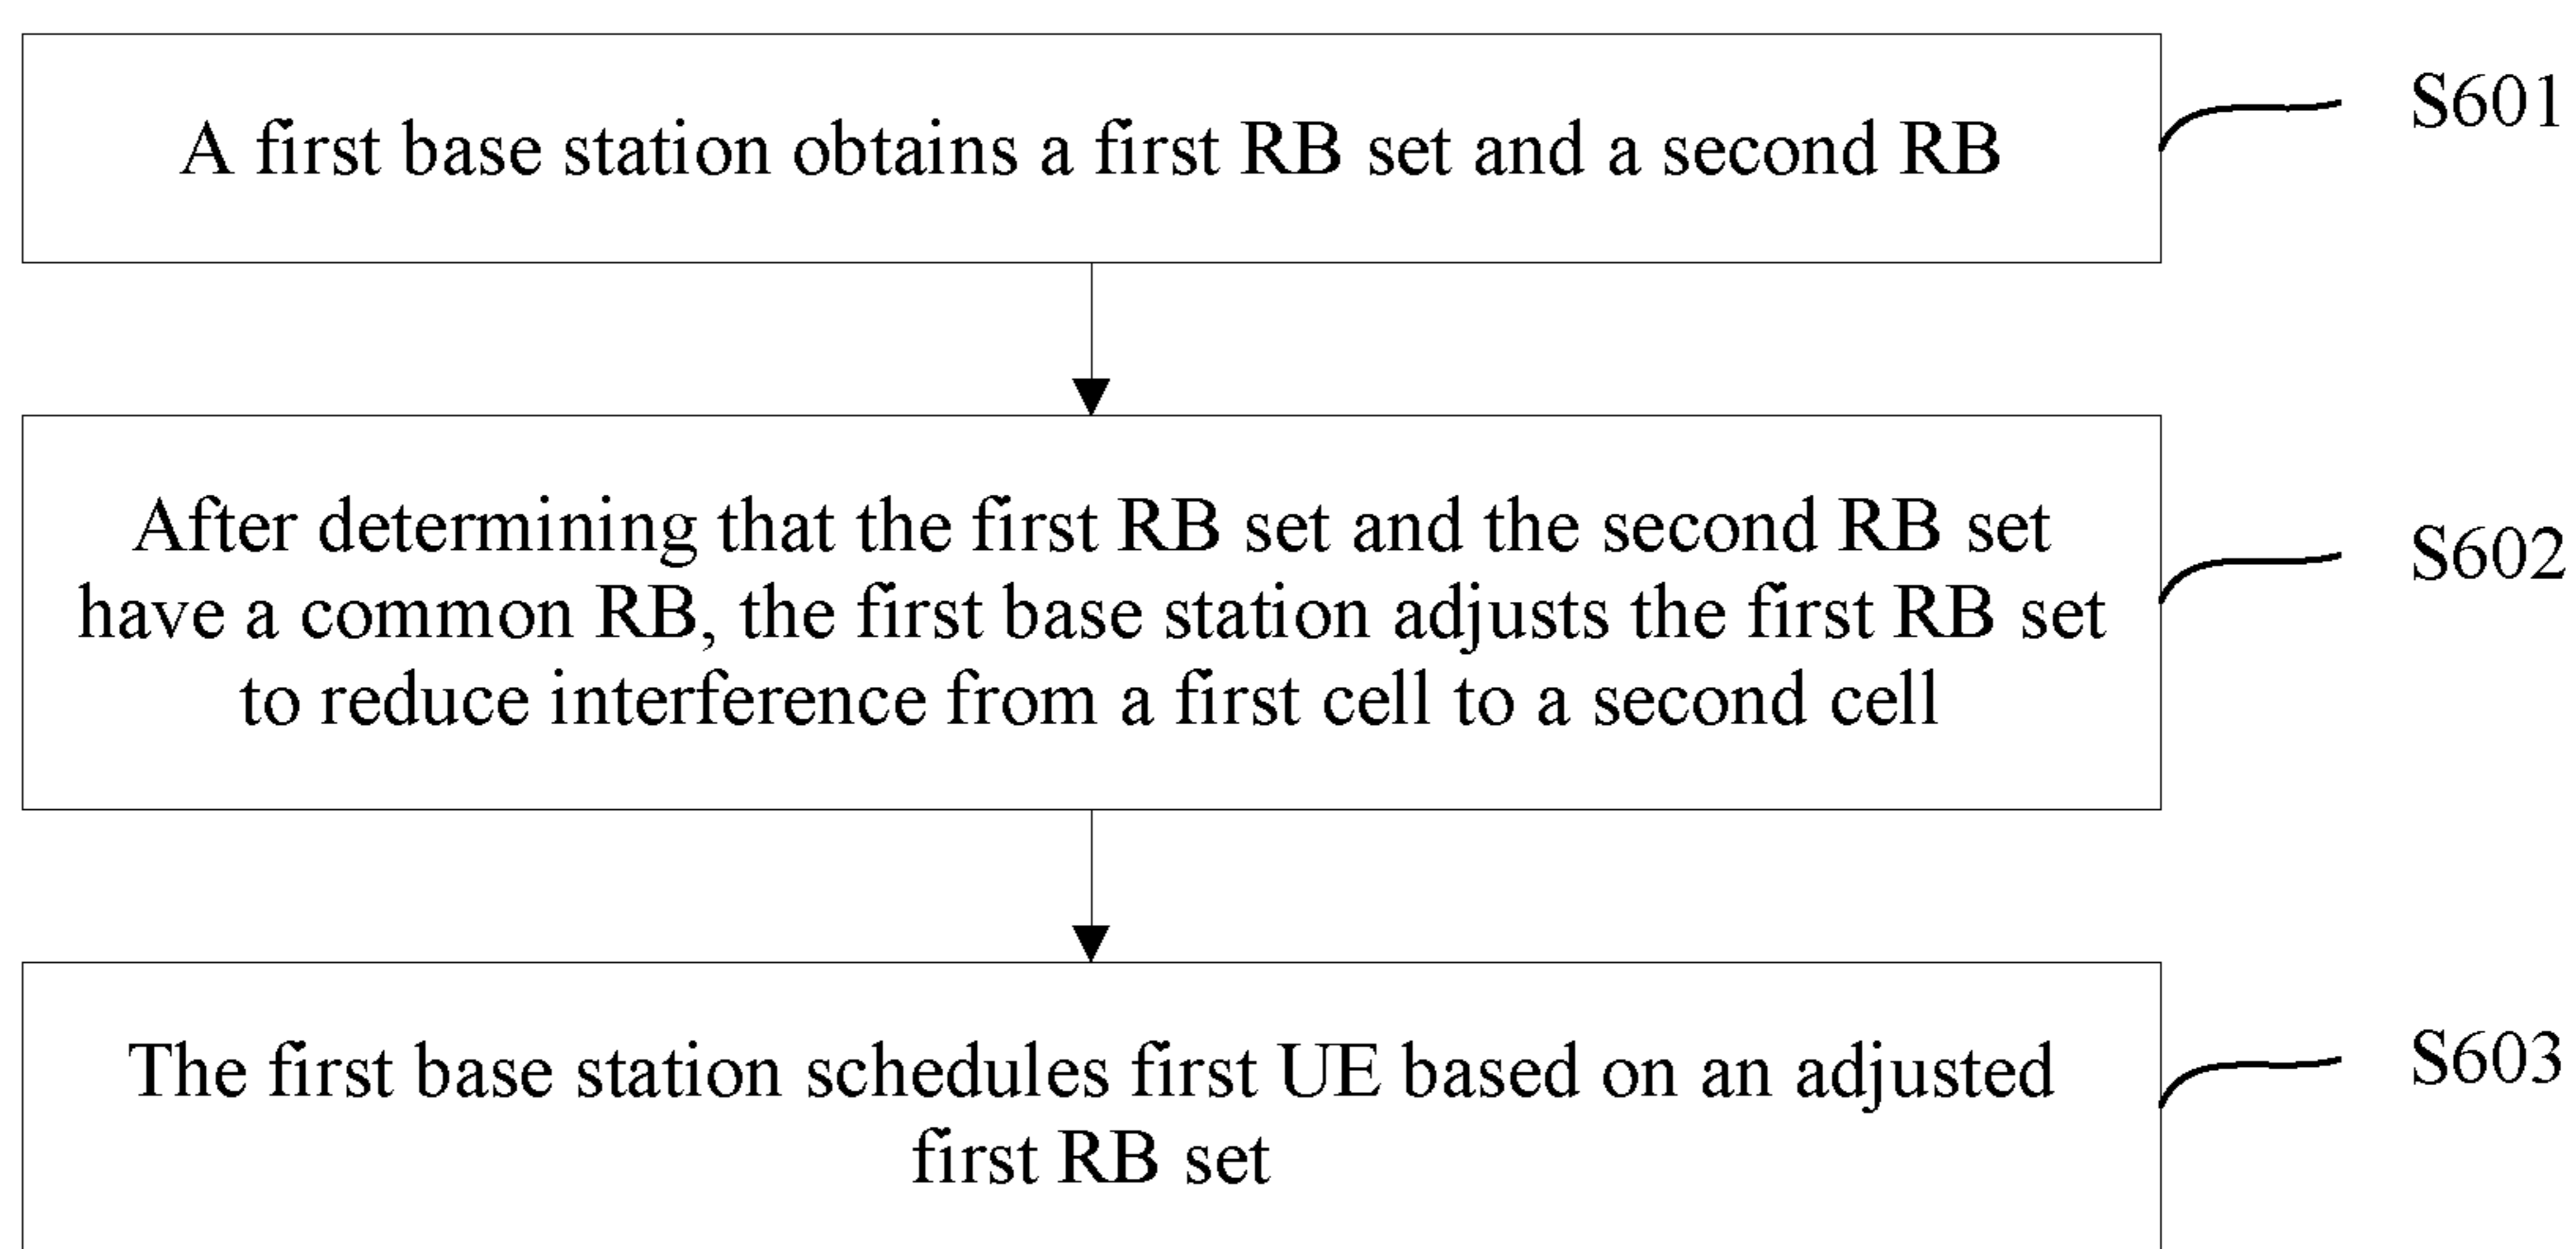 A first base station obtains a first RB set and a second RB
S601
After determining that the first RB set and the second RB set
have a common RB, the first base station adjusts the first RB set
to reduce interference from a first cell to a second cell
S602
The first base station schedules first UE based on an adjusted
first RB set
S603